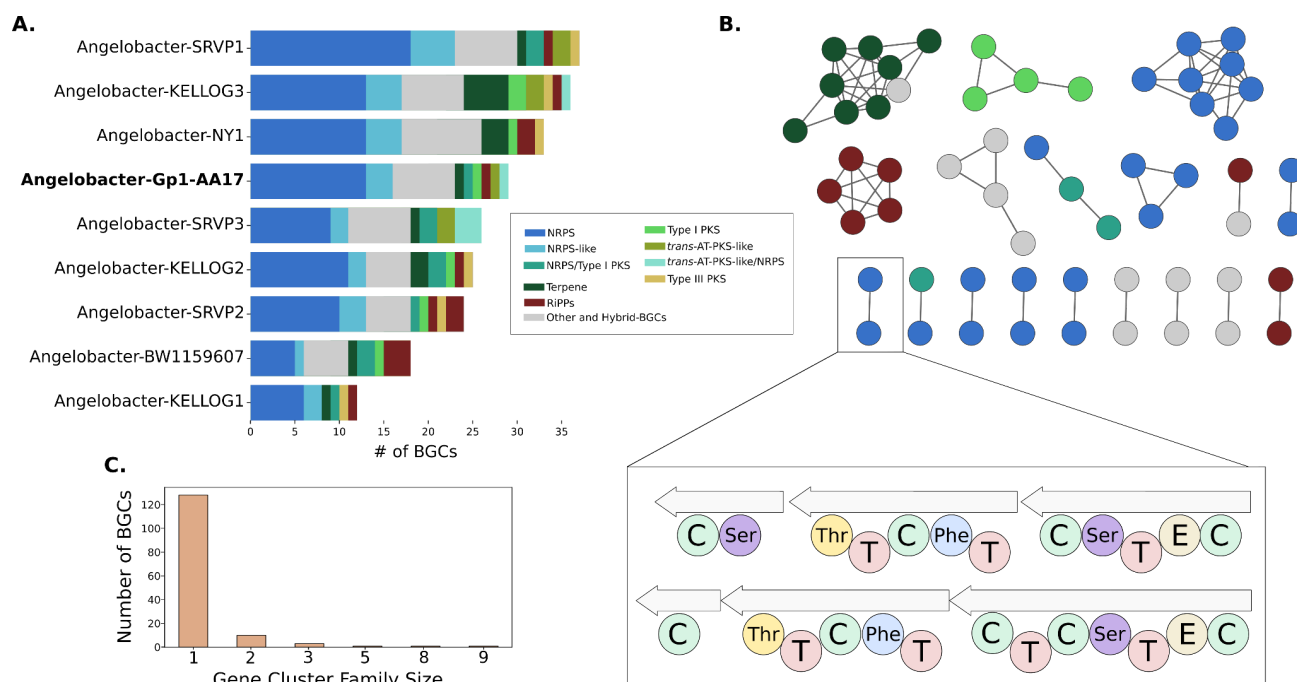 A.
Angelobacter-SRVP1
Angelobacter-KELLOG3
Angelobacter-NY1
Angelobacter-Gp1-AA17
Angelobacter-SRVP3
Angelobacter-KELLOG2
Angelobacter-SRVP2
Angelobacter-BW1159607
Angelobacter-KELLOG1
0 5 10 15 20 25 30 35
# of BGCs
NRPS
NRPS-like
NRPS/Type I PKS
Terpene
RiPPs
Other and Hybrid-BGCs
Type I PKS
trans-AT-PKS-like
trans-AT-PKS-like/NRPS
Type III PKS
B.
C Ser Thr T C Phe T C Ser T E C
C Thr T C Phe T C T C Ser T E C
C.
Number of BGCs
120
100
80
60
40
20
0
1 2 3 5 8 9
Gene Cluster Family Size